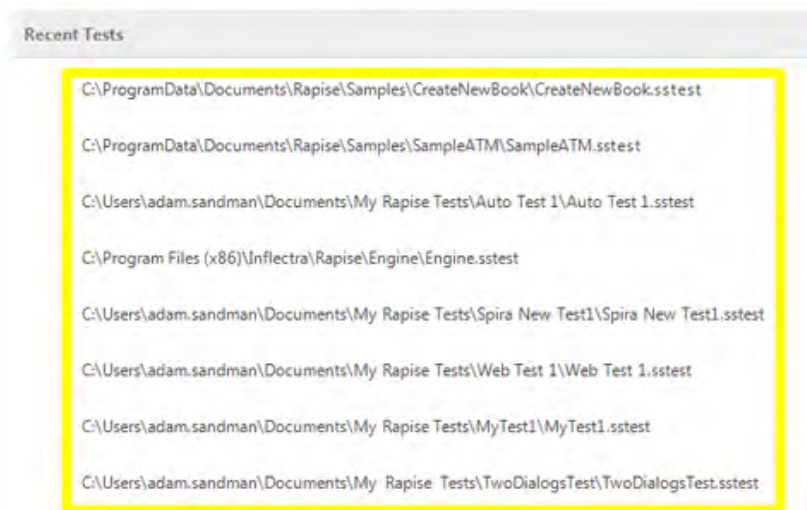 Recent Tests
C:\ProgramData\Documents\Rapise\Samples\CreateNewBook\CreateNewBook.sstest
C:\ProgramData\Documents\Rapise\Samples\SampleATM\SampleATM.sstest
C:\Users\adam.sandman\Documents\My Rapise Tests\Auto Test 1\Auto Test 1.sstest
C:\Program Files (x86)\Inflectra\Rapise\Engine\Engine.sstest
C:\Users\adam.sandman\Documents\My Rapise Tests\Spira New Test1\Spira New Test1.sstest
C:\Users\adam.sandman\Documents\My Rapise Tests\Web Test 1\Web Test 1.sstest
C:\Users\adam.sandman\Documents\My Rapise Tests\MyTest1\MyTest1.sstest
C:\Users\adam.sandman\Documents\My Rapise Tests\TwoDialogsTest\TwoDialogsTest.sstest